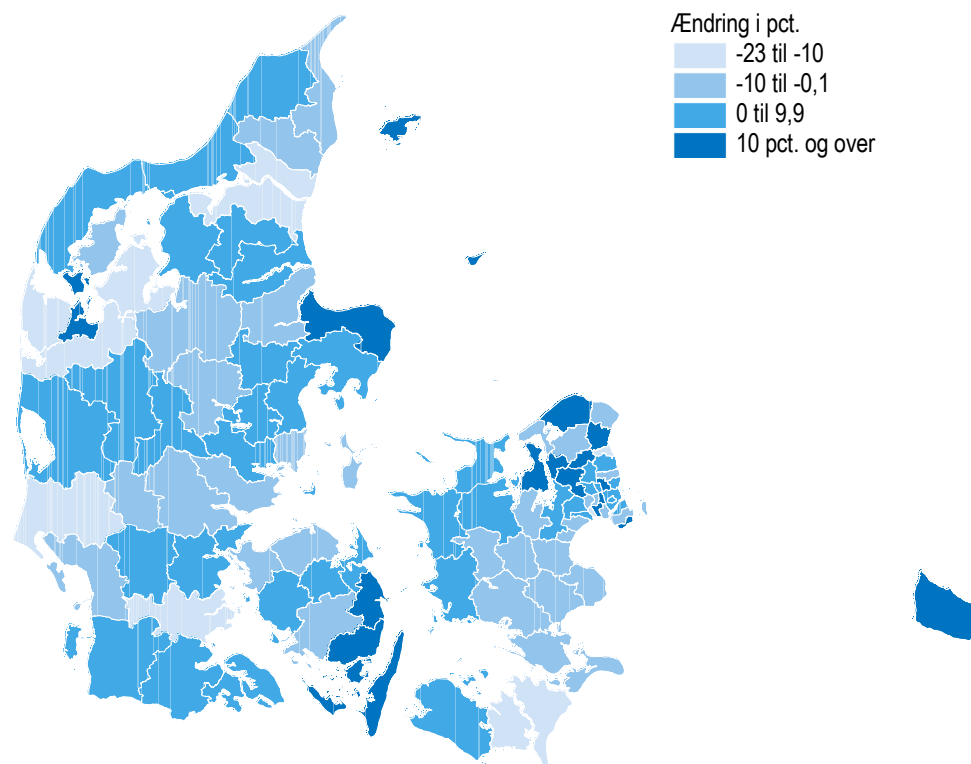 Ændring i pct.
-23 til -10
-10 til -0,1
0 til 9,9
10 pct. og over